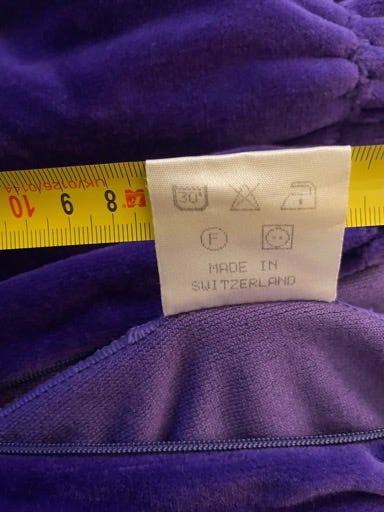 30°
F
MADE IN
SWITZERLAND
10 9 8